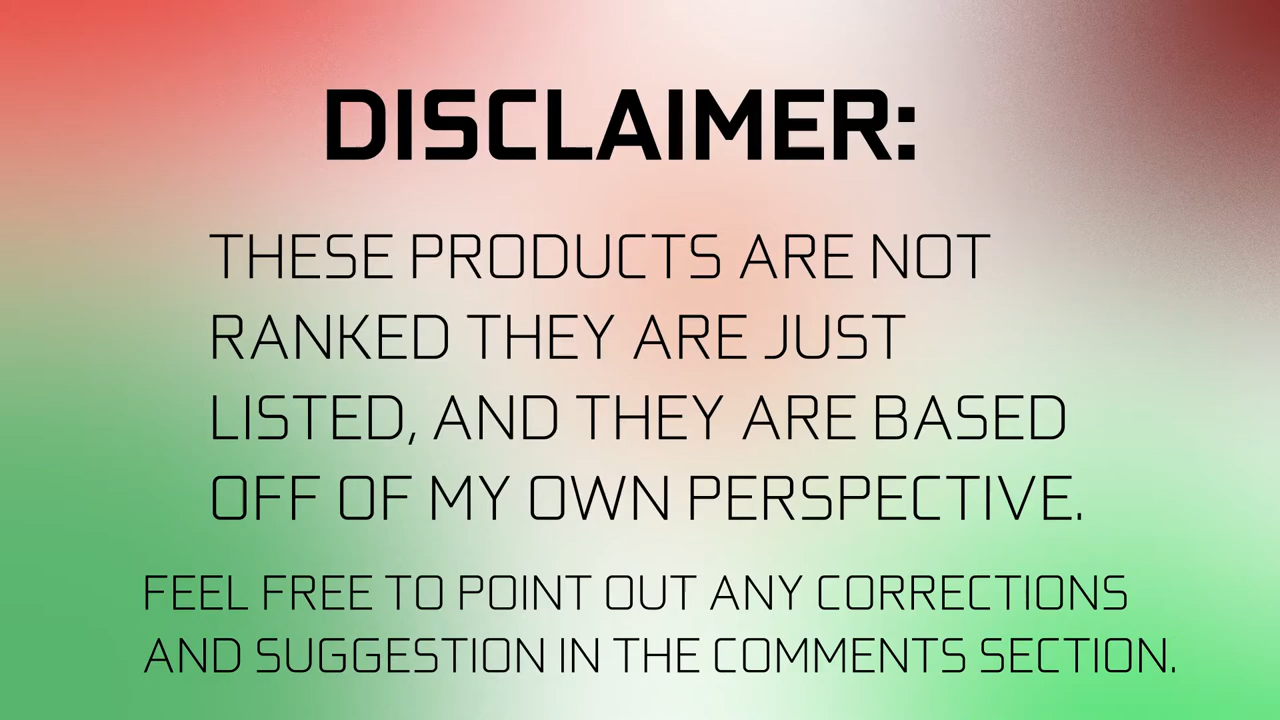 DISCLAIMER:
THESE PRODUCTS ARE NOT
RANKED THEY ARE JUST
LISTED, AND THEY ARE BASED
OFF OF MY OWN PERSPECTIVE.
FEEL FREE TO POINT OUT ANY CORRECTIONS
AND SUGGESTION IN THE COMMENTS SECTION.